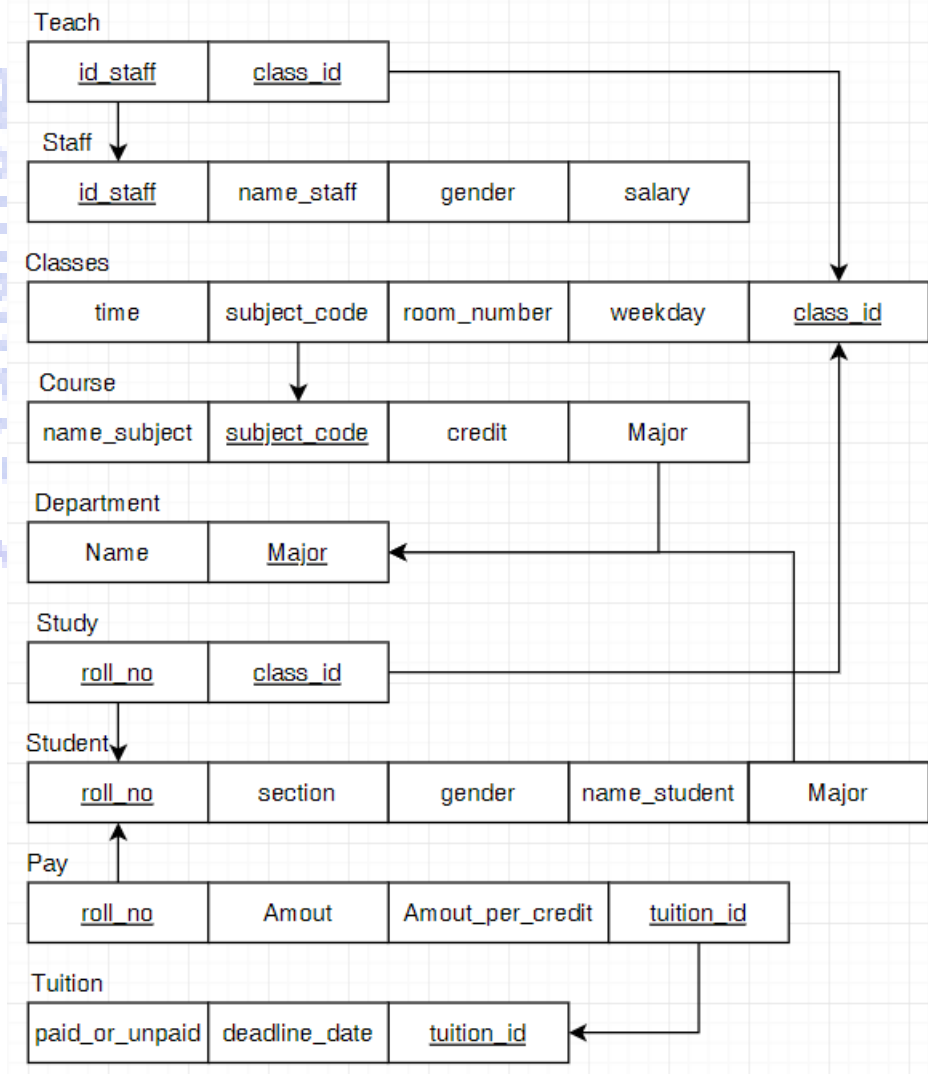 Teach
id_staff class_id
Staff
id_staff name_staff gender salary
Classes
time subject_code room_number weekday class_id
Course
name_subject subject_code credit Major
Department
Name Major
Study
roll_no class_id
Student
roll_no section gender name_student Major
Pay
roll_no Amout Amout_per_credit tuition_id
Tuition
paid_or_unpaid deadline_date tuition_id